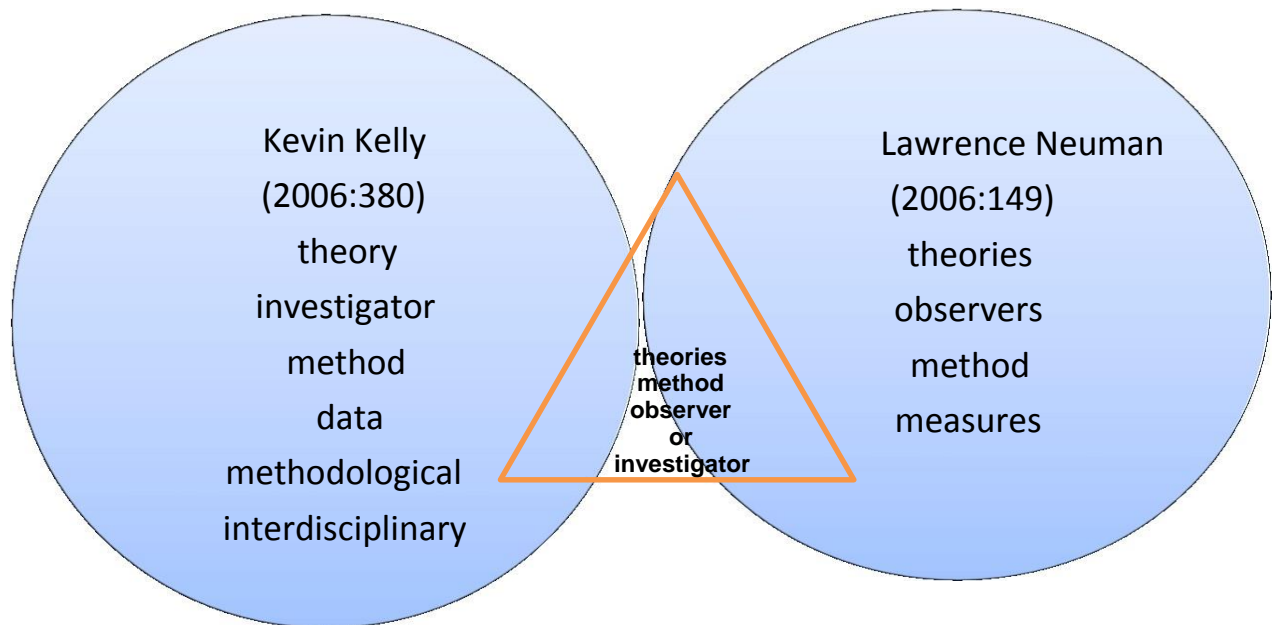 Kevin Kelly
(2006:380)
theory
investigator
method
data
methodological
interdisciplinary
theories
method
observer
or
investigator
Lawrence Neuman
(2006:149)
theories
observers
method
measures